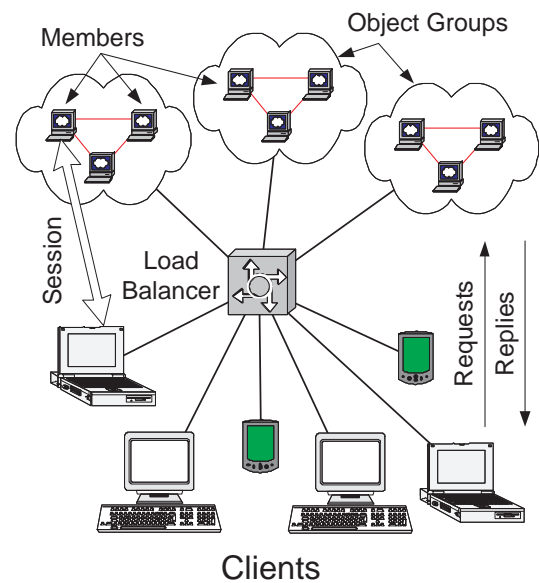 Object Groups
Members
Session
Load
Balancer
Requests
Replies
Clients